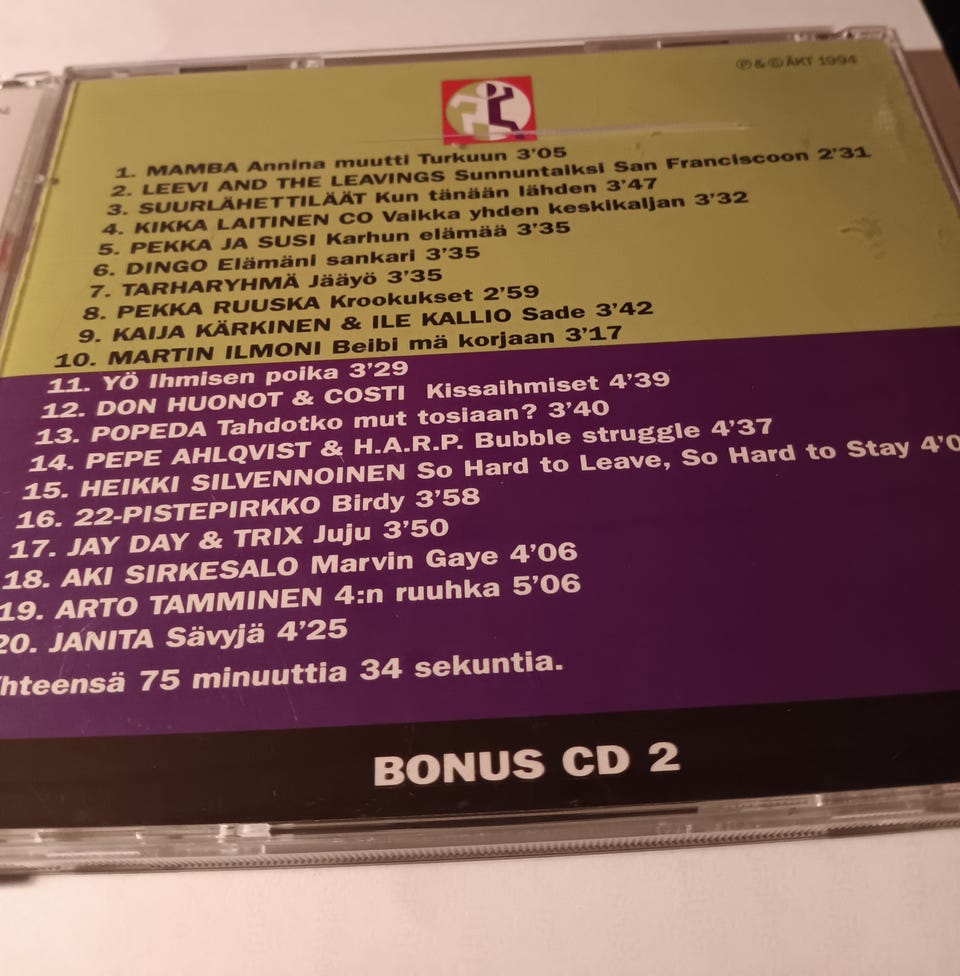 ℗ & © ÄKT 1994
1. MAMBA Annina muutti Turkuun 3'05
2. LEEVI AND THE LEAVINGS Sunnuntaiksi San Franciscoon 2'31
3. SUURLÄHETTILÄÄT Kun tänään lähden 3'47
4. KIKKA LAITINEN CO Vaikka yhden keskikaljan 3'32
5. PEKKA JA SUSI Karhun elämää 3'35
6. DINGO Elämäni sankari 3'35
7. TARHARYHMÄ Jääyö 3'35
8. PEKKA RUUSKA Krookukset 2'59
9. KAIJA KÄRKINEN & ILE KALLIO Sade 3'42
10. MARTIN ILMONI Beibi mä korjaan 3'17
11. YÖ Ihmisen poika 3'29
12. DON HUONOT & COSTI Kissaihmiset 4'39
13. POPEDA Tahdotko mut tosiaan? 3'40
14. PEPE AHLQVIST & H.A.R.P. Bubble struggle 4'37
15. HEIKKI SILVENNOINEN So Hard to Leave, So Hard to Stay
16. 22-PISTEPIRKKO Birdy 3'58
17. JAY DAY & TRIX Juju 3'50
18. AKI SIRKESALO Marvin Gaye 4'06
19. ARTO TAMMINEN 4:n ruuhka 5'06
20. JANITA Sävyjä 4'25
Yhteensä 75 minuuttia 34 sekuntia.
BONUS CD 2